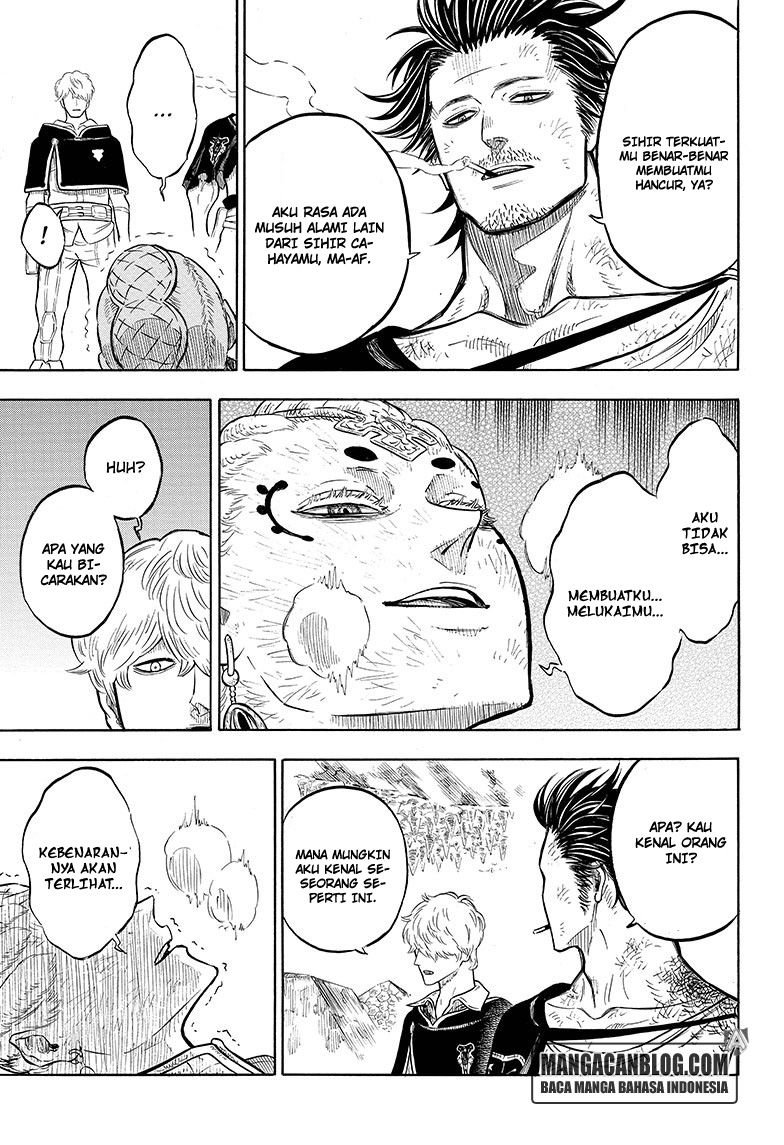 SIHIR TERKUAT-
MU BENAR-BENAR
MEMBUATMU
HANCUR, YA?
AKU RASA ADA
MUSUH ALAMI LAIN
DARI SIHIR CA-
HAYAMU, MA-AF.
...
!
AKU
TIDAK
BISA...
MEMBUATKU...
MELUKAIMU...
HUH?
APA YANG
KAU BI-
CARAKAN?
APA? KAU
KENAL ORANG
INI?
MANA MUNGKIN
AKU KENAL SE-
SEORANG SE-
PERTI INI.
KEBENARAN-
NYA AKAN
TERLIHAT...
MANGACANBLOG.COM
BACA MANGA BAHASA INDONESIA